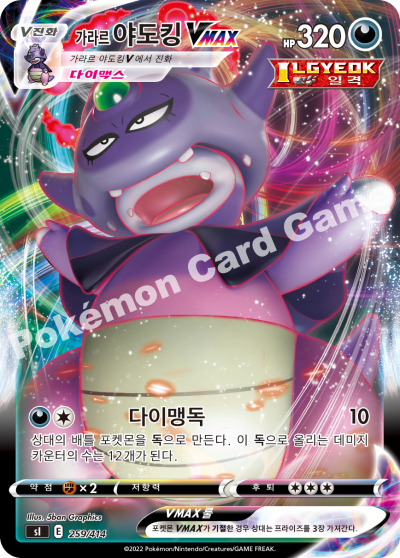 V진화
가라르 야도킹 VMAX
HP 320
가라르 야도킹V에서 진화
다이맥스
ILGYEOK
일격
Pokémon Card Game
다이맹독 10
상대의 배틀 포켓몬을 독으로 만든다. 이 독으로 올리는 데미지
카운터의 수는 12개가 된다.
약점 ×2 저항력 후퇴
Illus. 5ban Graphics
VMAX룰
sI E 259/414
포켓몬VMAX가 기절한 경우 상대는 프라이즈를 3장 가져간다.
©2022 Pokémon/Nintendo/Creatures/GAME FREAK.